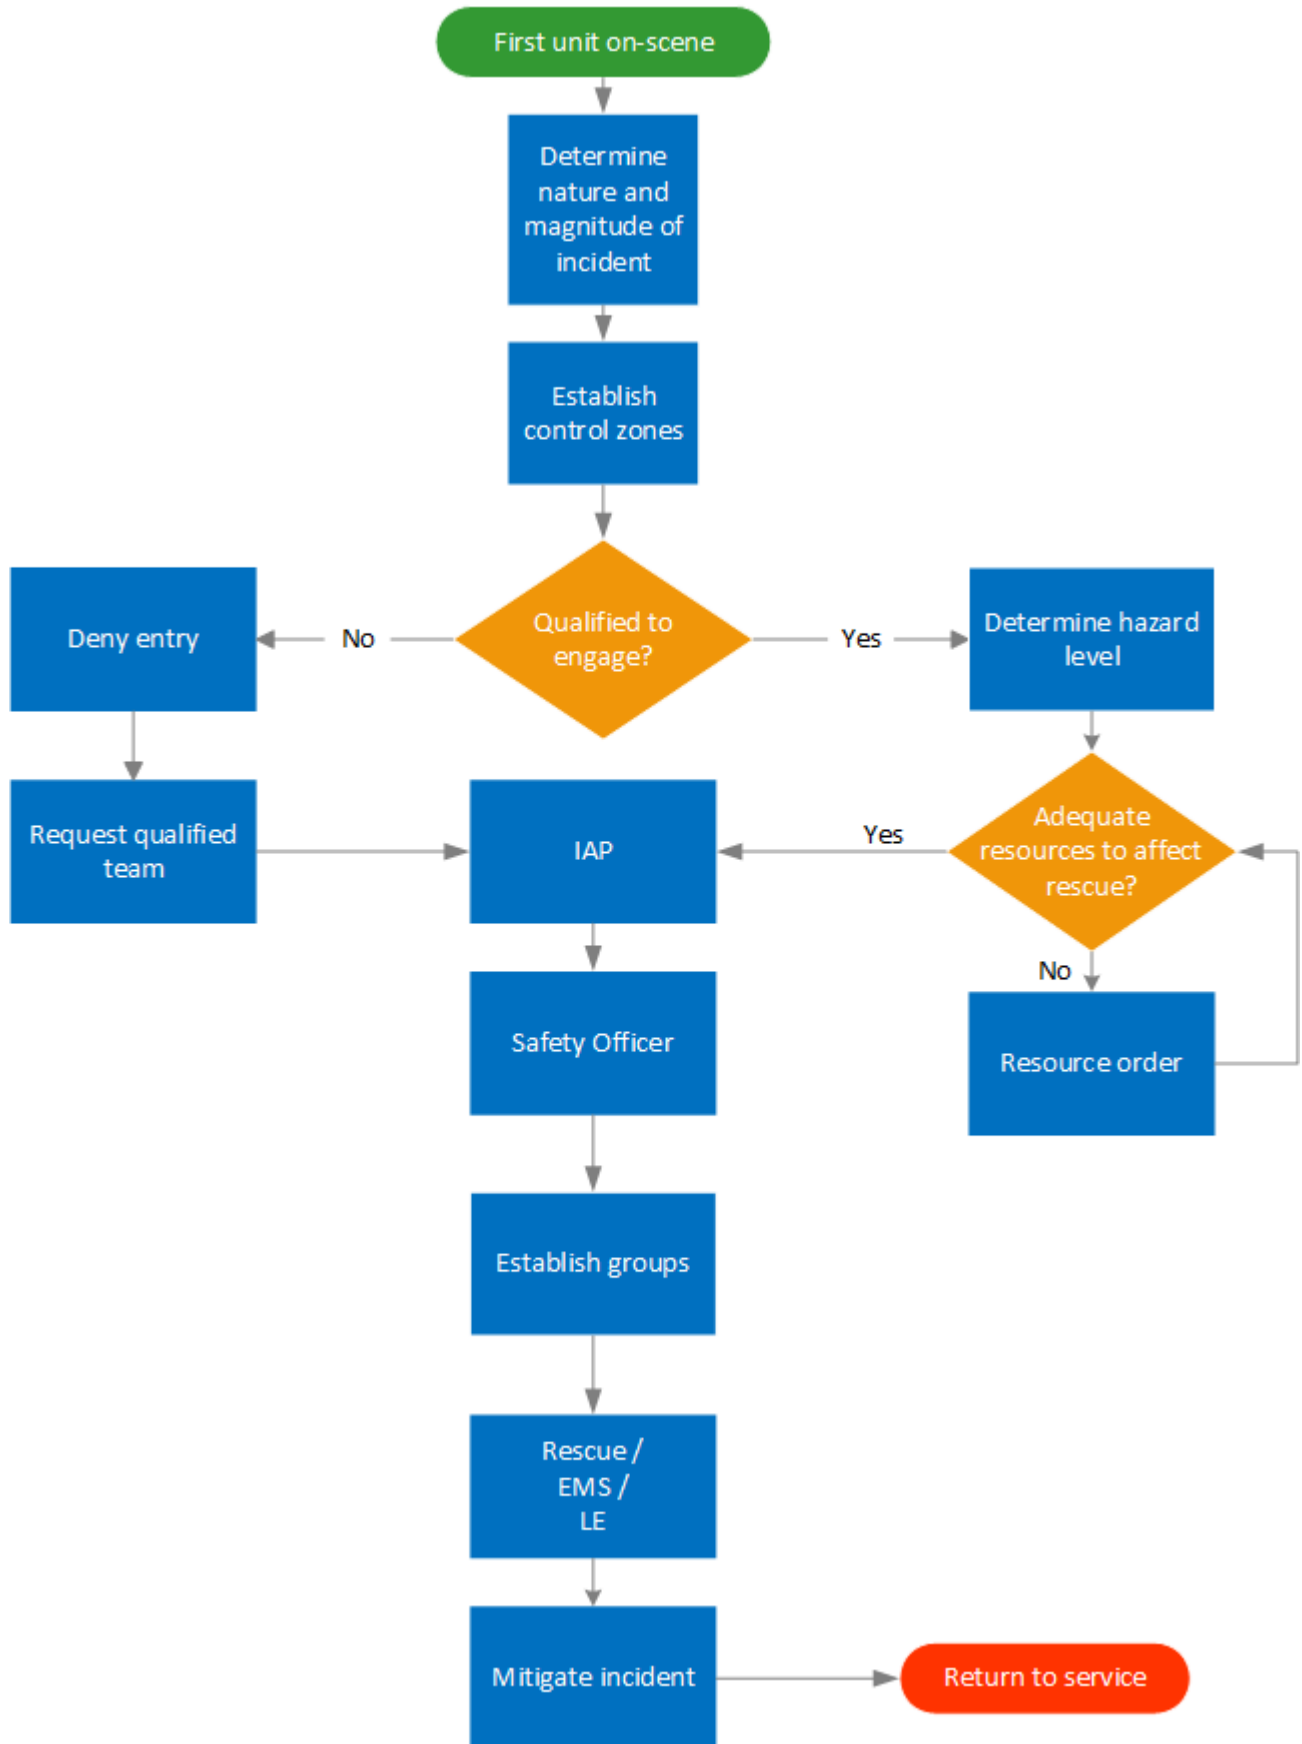 First unit on-scene
Determine
nature and
magnitude of
incident
Establish
control zones
Qualified to
engage?
No
Yes
Deny entry
Determine hazard
level
Request qualified
team
IAP
Yes
Adequate
resources to affect
rescue?
No
Safety Officer
Resource order
Establish groups
Rescue /
EMS /
LE
Mitigate incident
Return to service